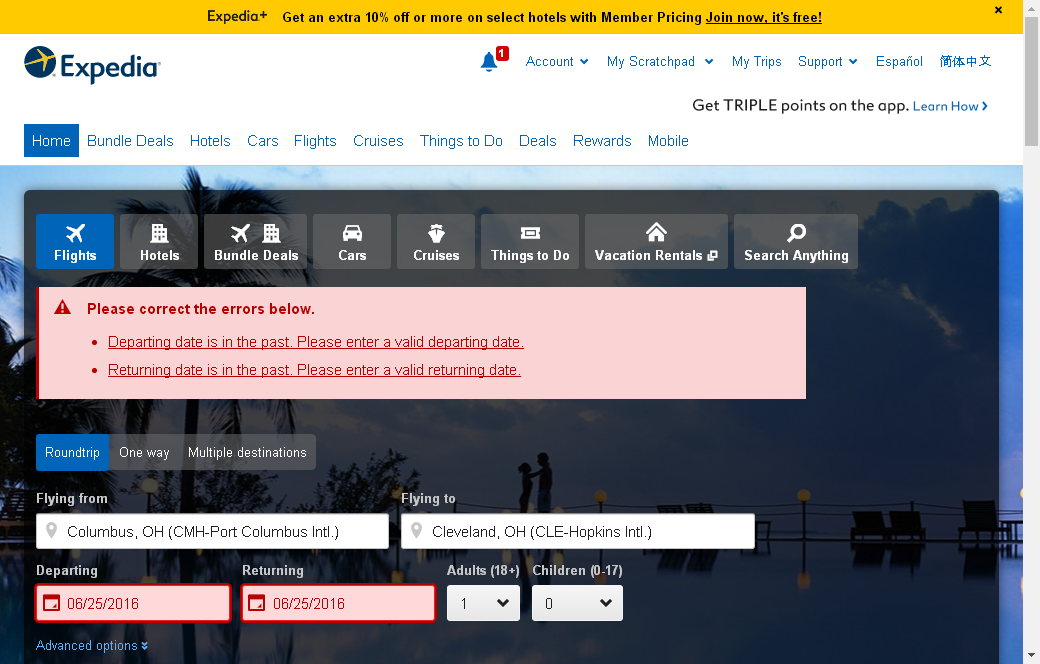 Expedia+ Get an extra 10% off or more on select hotels with Member Pricing Join now, it's free!
Expedia
1
Account My Scratchpad My Trips Support Español 简体中文
Get TRIPLE points on the app. Learn How
Home Bundle Deals Hotels Cars Flights Cruises Things to Do Deals Rewards Mobile
Flights Hotels Bundle Deals Cars Cruises Things to Do Vacation Rentals Search Anything
Please correct the errors below.
Departing date is in the past. Please enter a valid departing date.
Returning date is in the past. Please enter a valid returning date.
Roundtrip One way Multiple destinations
Flying from Flying to
Columbus, OH (CMH-Port Columbus Intl.) Cleveland, OH (CLE-Hopkins Intl.)
Departing Returning Adults (18+) Children (0-17)
06/25/2016 06/25/2016 1 0
Advanced options